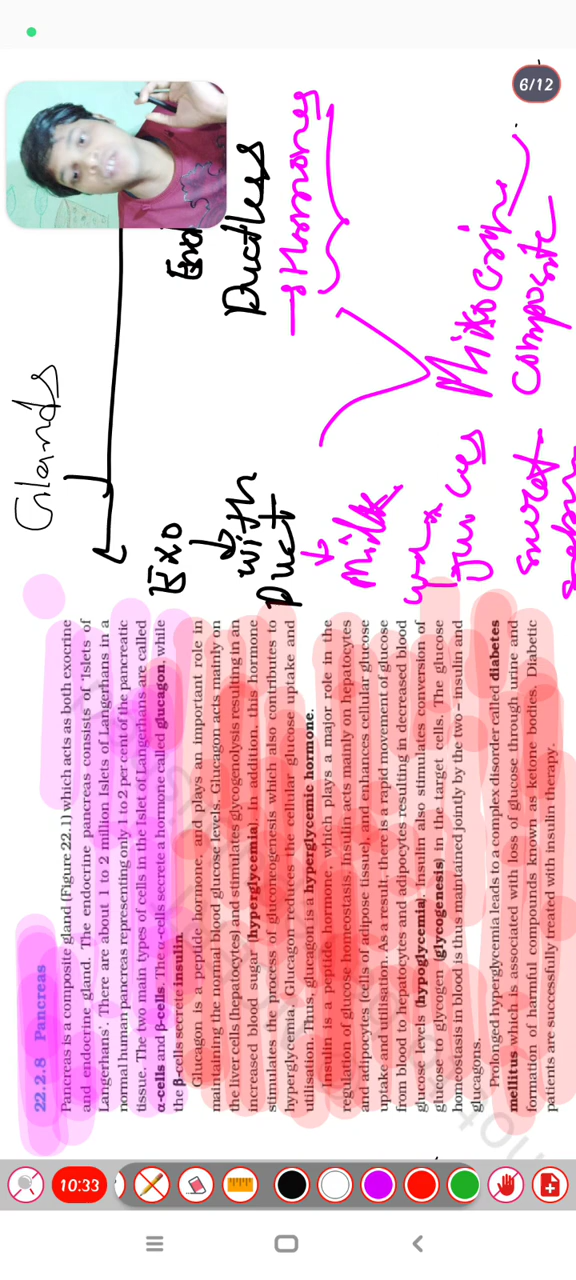 6/12
Glands
Exo
with
Duct
Milk
Juices
Ductless
Hormones
composite
22.2.8 Pancreas
Pancreas is a composite gland (Figure 22.1) which acts as both exocrine
and endocrine gland. The endocrine pancreas consists of 'Islets of
Langerhans'. There are about 1 to 2 million Islets of Langerhans in a
normal human pancreas representing only 1 to 2 per cent of the pancreatic
tissue. The two main types of cells in the Islet of Langerhans are called
α-cells and β-cells. The α-cells secrete a hormone called glucagon, while
the β-cells secrete insulin.
Glucagon is a peptide hormone, and plays an important role in
maintaining the normal blood glucose levels. Glucagon acts mainly on
the liver cells (hepatocytes) and stimulates glycogenolysis resulting in an
increased blood sugar (hyperglycemia). In addition, this hormone
stimulates the process of gluconeogenesis which also contributes to
hyperglycemia. Glucagon reduces the cellular glucose uptake and
utilisation. Thus, glucagon is a hyperglycemic hormone.
Insulin is a peptide hormone, which plays a major role in the
regulation of glucose homeostasis. Insulin acts mainly on hepatocytes
and adipocytes (cells of adipose tissue), and enhances cellular glucose
uptake and utilisation. As a result, there is a rapid movement of glucose
from blood to hepatocytes and adipocytes resulting in decreased blood
glucose levels (hypoglycemia). Insulin also stimulates conversion of
glucose to glycogen (glycogenesis) in the target cells. The glucose
homeostasis in blood is thus maintained jointly by the two – insulin and
glucagons.
Prolonged hyperglycemia leads to a complex disorder called diabetes
mellitus which is associated with loss of glucose through urine and
formation of harmful compounds known as ketone bodies. Diabetic
patients are successfully treated with insulin therapy.
10:33